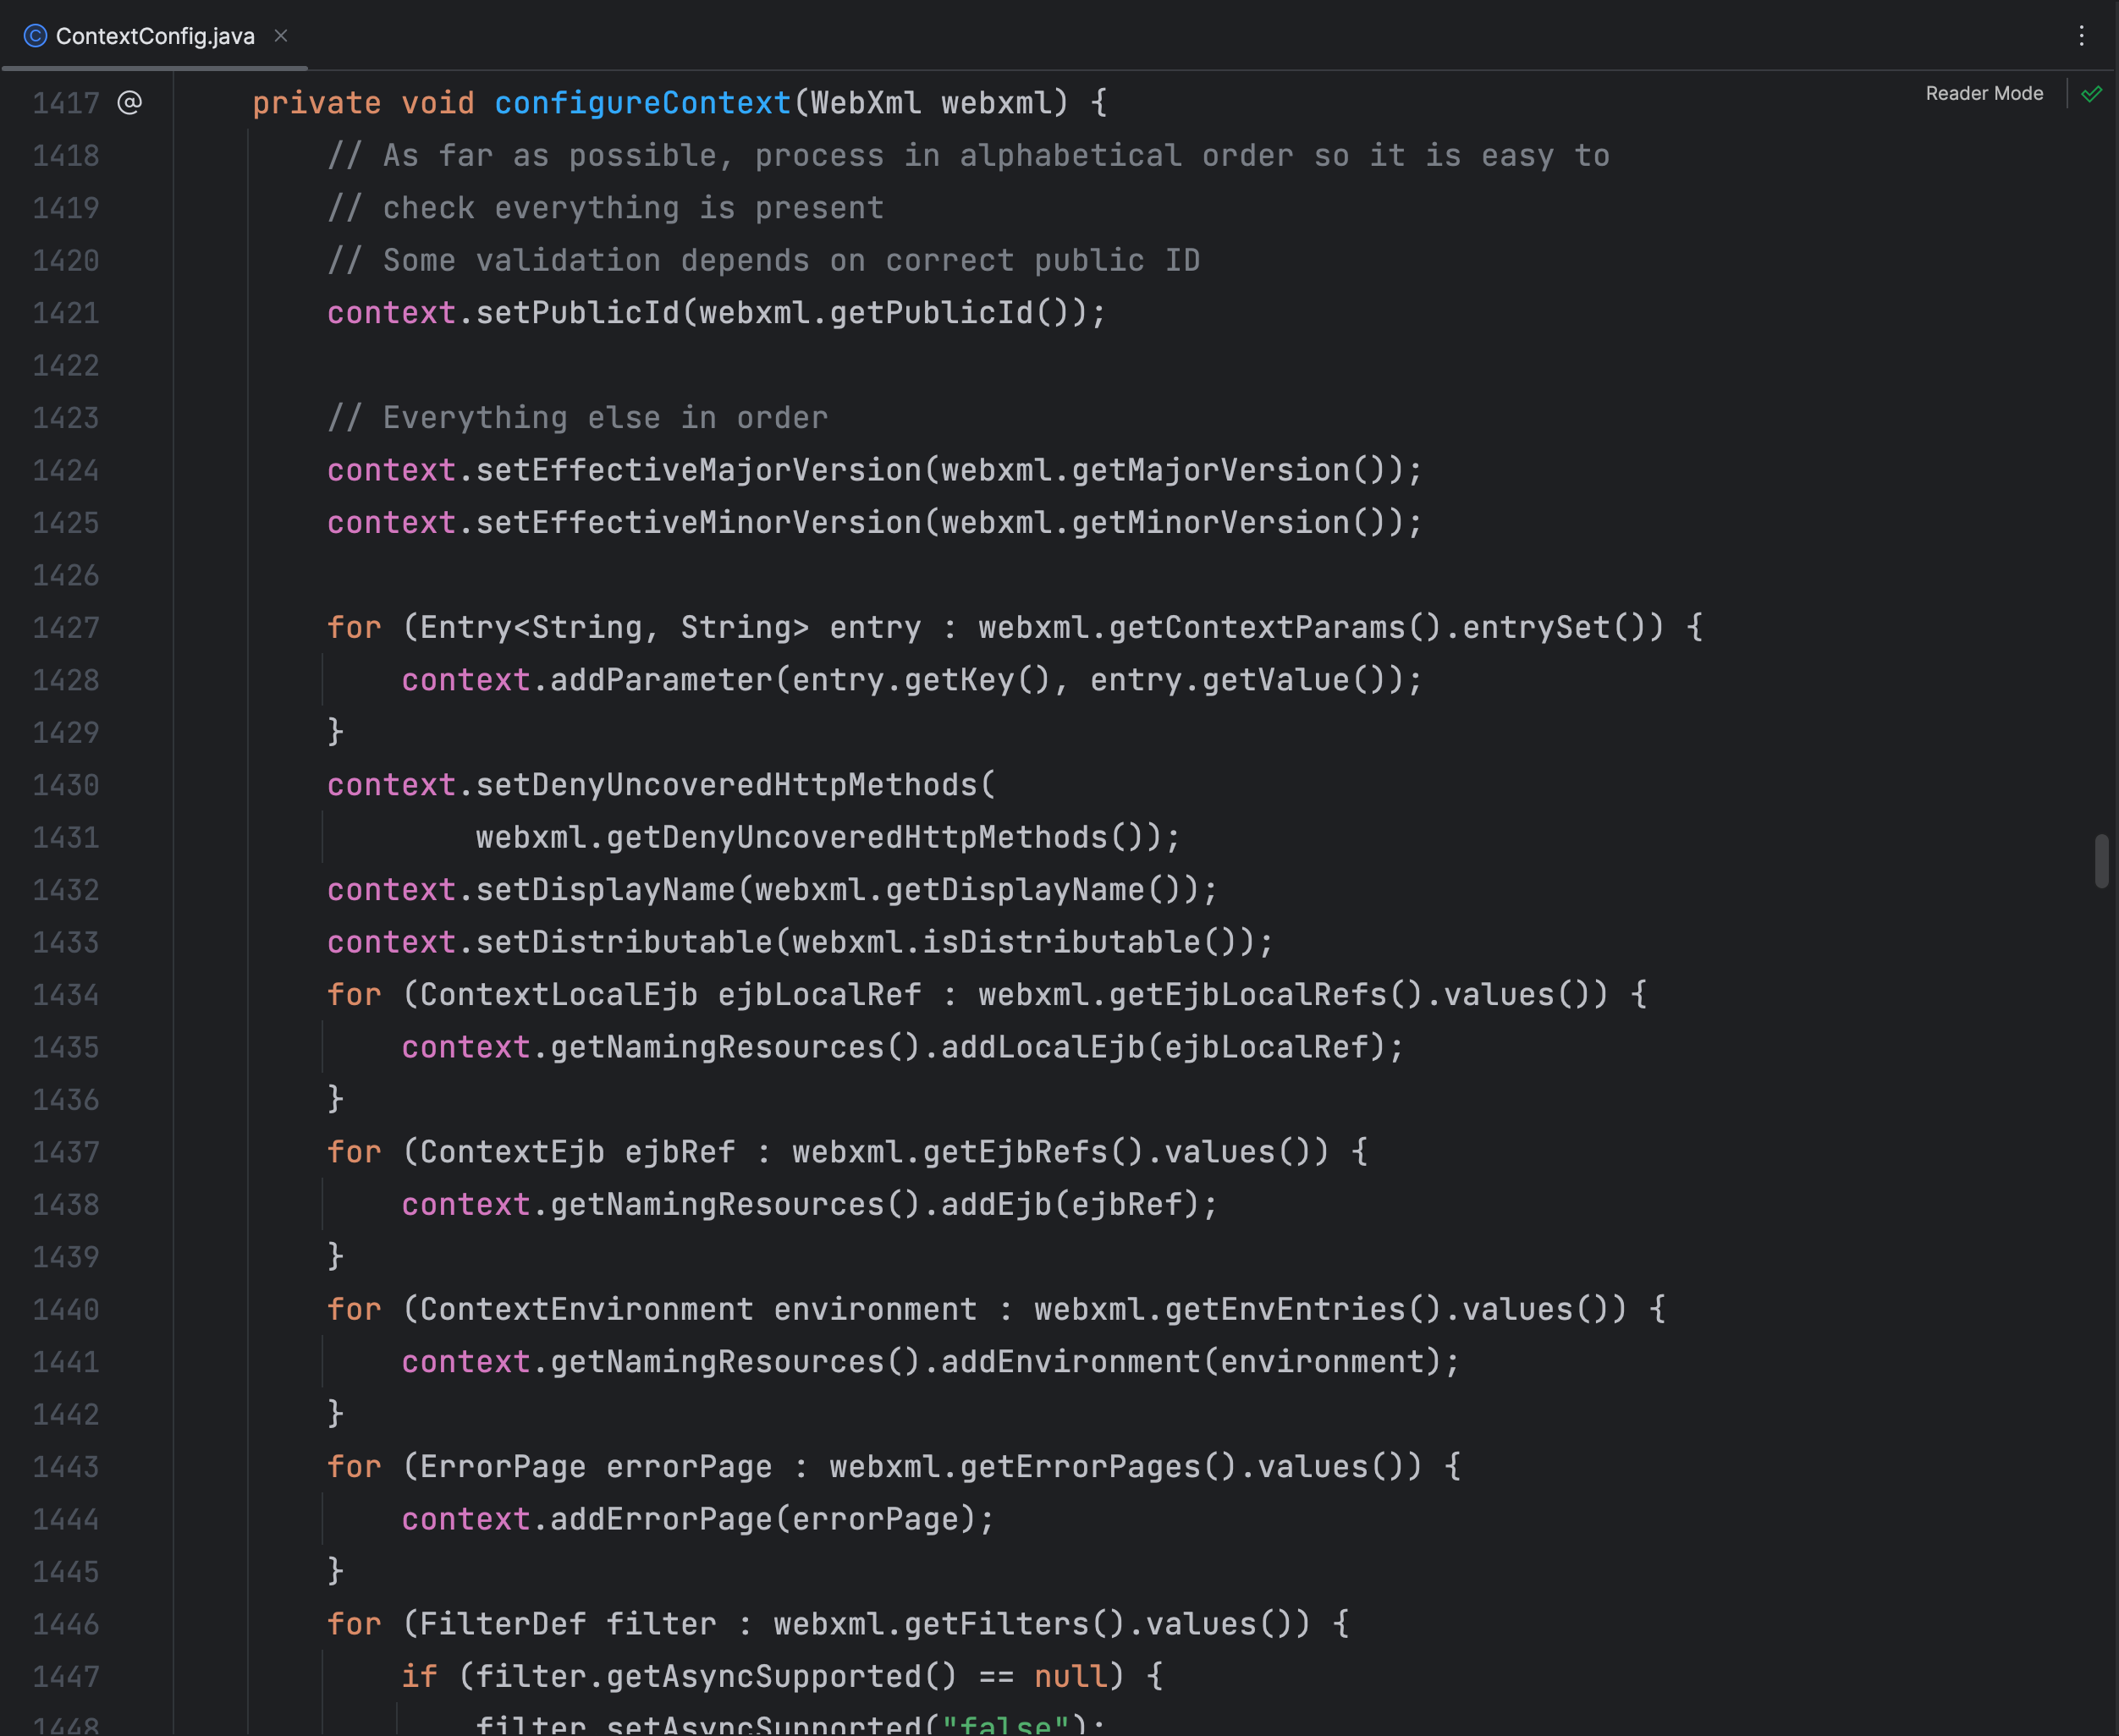 ContextConfig.java
Reader Mode
1417 @ private void configureContext(WebXml webxml) {
1418 // As far as possible, process in alphabetical order so it is easy to
1419 // check everything is present
1420 // Some validation depends on correct public ID
1421 context.setPublicId(webxml.getPublicId());
1422
1423 // Everything else in order
1424 context.setEffectiveMajorVersion(webxml.getMajorVersion());
1425 context.setEffectiveMinorVersion(webxml.getMinorVersion());
1426
1427 for (Entry<String, String> entry : webxml.getContextParams().entrySet()) {
1428 context.addParameter(entry.getKey(), entry.getValue());
1429 }
1430 context.setDenyUncoveredHttpMethods(
1431 webxml.getDenyUncoveredHttpMethods());
1432 context.setDisplayName(webxml.getDisplayName());
1433 context.setDistributable(webxml.isDistributable());
1434 for (ContextLocalEjb ejbLocalRef : webxml.getEjbLocalRefs().values()) {
1435 context.getNamingResources().addLocalEjb(ejbLocalRef);
1436 }
1437 for (ContextEjb ejbRef : webxml.getEjbRefs().values()) {
1438 context.getNamingResources().addEjb(ejbRef);
1439 }
1440 for (ContextEnvironment environment : webxml.getEnvEntries().values()) {
1441 context.getNamingResources().addEnvironment(environment);
1442 }
1443 for (ErrorPage errorPage : webxml.getErrorPages().values()) {
1444 context.addErrorPage(errorPage);
1445 }
1446 for (FilterDef filter : webxml.getFilters().values()) {
1447 if (filter.getAsyncSupported() == null) {
1448 filter.setAsyncSupported("false");